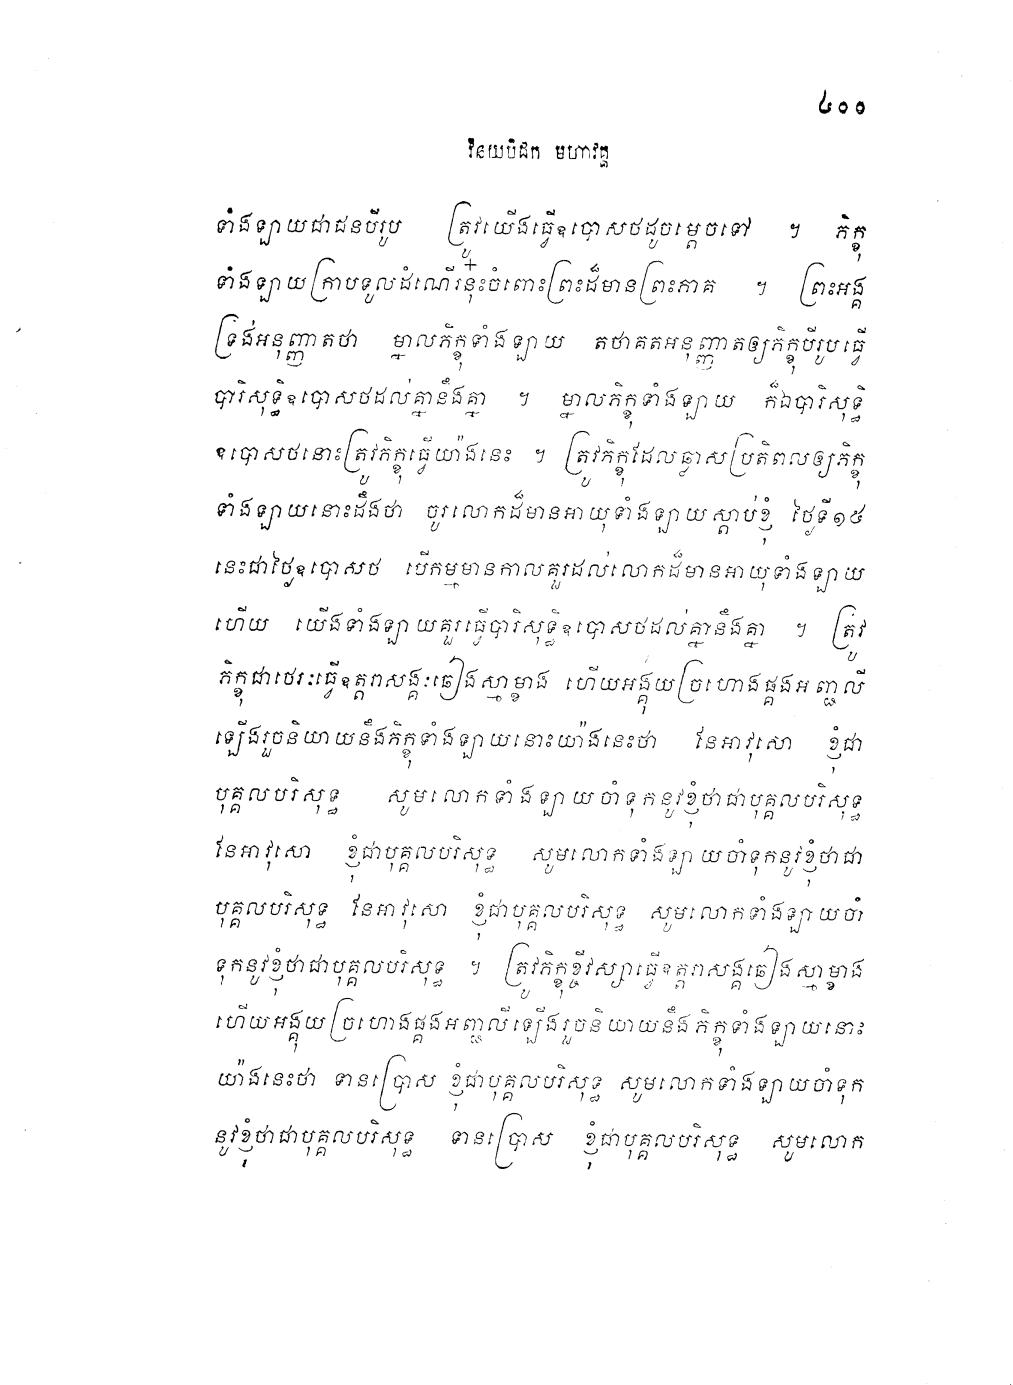 ៤០០
វិនយបិដក មហាវគ្គ
ទាំងឡាយជាជនបីរូប ត្រូវយើងធ្វើឧបោសថដូចម្តេចទៅ ។ ភិក្ខុ
ទាំងឡាយក្រាបទូលដំណើរនុ៎ះចំពោះព្រះដ៏មានព្រះភាគ ។ ព្រះអង្គ
ទ្រង់អនុញ្ញាតថា ម្នាលភិក្ខុទាំងឡាយ តថាគតអនុញ្ញាតឲ្យភិក្ខុបីរូបធ្វើ
បារិសុទ្ធិឧបោសថដល់គ្នានឹងគ្នា ។ ម្នាលភិក្ខុទាំងឡាយ ក៏ឯបារិសុទ្ធិ
ឧបោសថនោះត្រូវភិក្ខុធ្វើយ៉ាងនេះ ។ ត្រូវភិក្ខុដែលឆ្លាសប្រតិពលឲ្យភិក្ខុ
ទាំងឡាយនោះដឹងថា ចូរលោកដ៏មានអាយុទាំងឡាយស្តាប់ខ្ញុំ ថ្ងៃទី១៥
នេះជាថ្ងៃឧបោសថ បើកម្មមានកាលគួរដល់លោកដ៏មានអាយុទាំងឡាយ
ហើយ យើងទាំងឡាយគួរធ្វើបារិសុទ្ធិឧបោសថដល់គ្នានឹងគ្នា ។ ត្រូវ
ភិក្ខុជាថេរៈធ្វើឧត្តរាសង្គៈឆៀងស្មាម្ខាង ហើយអង្គុយច្រហោងផ្គងអញ្ជលី
ឡើងរួចនិយាយនឹងភិក្ខុទាំងឡាយនោះយ៉ាងនេះថា នែអាវុសោ ខ្ញុំជា
បុគ្គលបរិសុទ្ធ សូមលោកទាំងឡាយចាំទុកនូវខ្ញុំថាជាបុគ្គលបរិសុទ្ធ
នែអាវុសោ ខ្ញុំជាបុគ្គលបរិសុទ្ធ សូមលោកទាំងឡាយចាំទុកនូវខ្ញុំថាជា
បុគ្គលបរិសុទ្ធ នែអាវុសោ ខ្ញុំជាបុគ្គលបរិសុទ្ធ សូមលោកទាំងឡាយចាំ
ទុកនូវខ្ញុំថាជាបុគ្គលបរិសុទ្ធ ។ ត្រូវភិក្ខុខ្ចីវស្សាធ្វើឧត្តរាសង្គឆៀងស្មាម្ខាង
ហើយអង្គុយច្រហោងផ្គងអញ្ជលីឡើងរួចនិយាយនឹងភិក្ខុទាំងឡាយនោះ
យ៉ាងនេះថា ទានប្រោស ខ្ញុំជាបុគ្គលបរិសុទ្ធ សូមលោកទាំងឡាយចាំទុក
នូវខ្ញុំថាជាបុគ្គលបរិសុទ្ធ ទានប្រោស ខ្ញុំជាបុគ្គលបរិសុទ្ធ សូមលោក